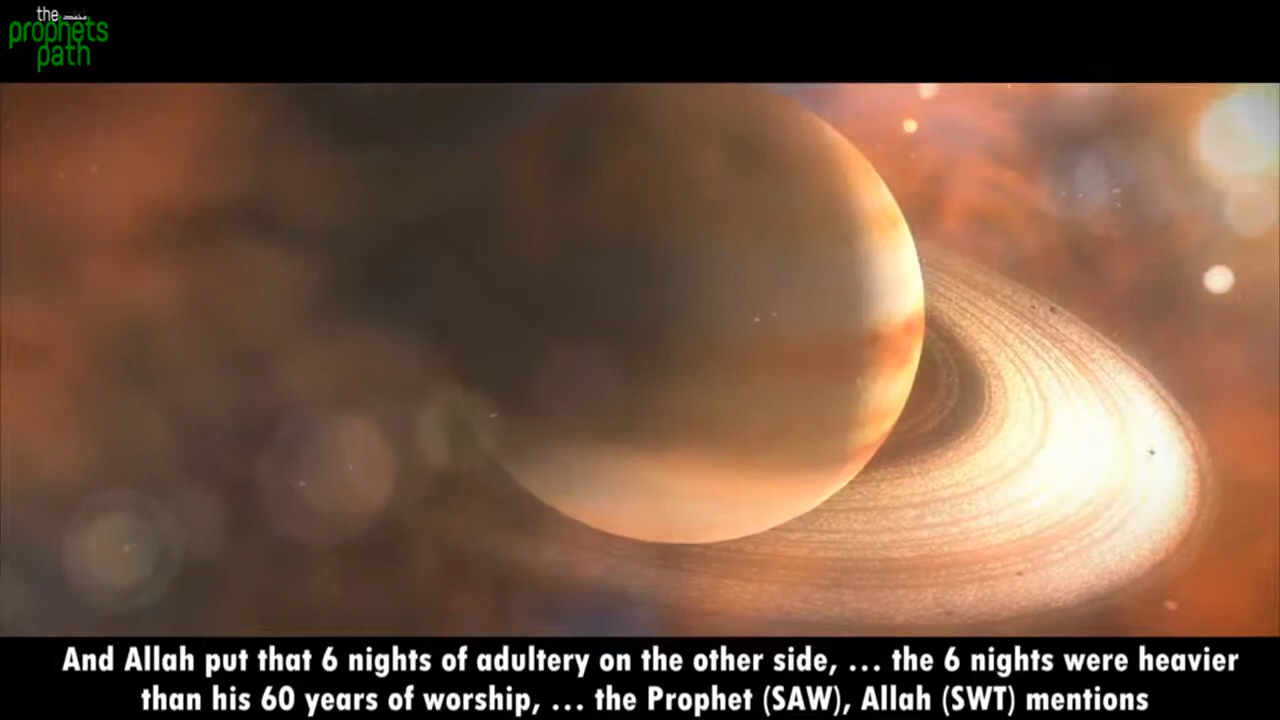 the
prophets
path
And Allah put that 6 nights of adultery on the other side, ... the 6 nights were heavier
than his 60 years of worship, ... the Prophet (SAW), Allah (SWT) mentions